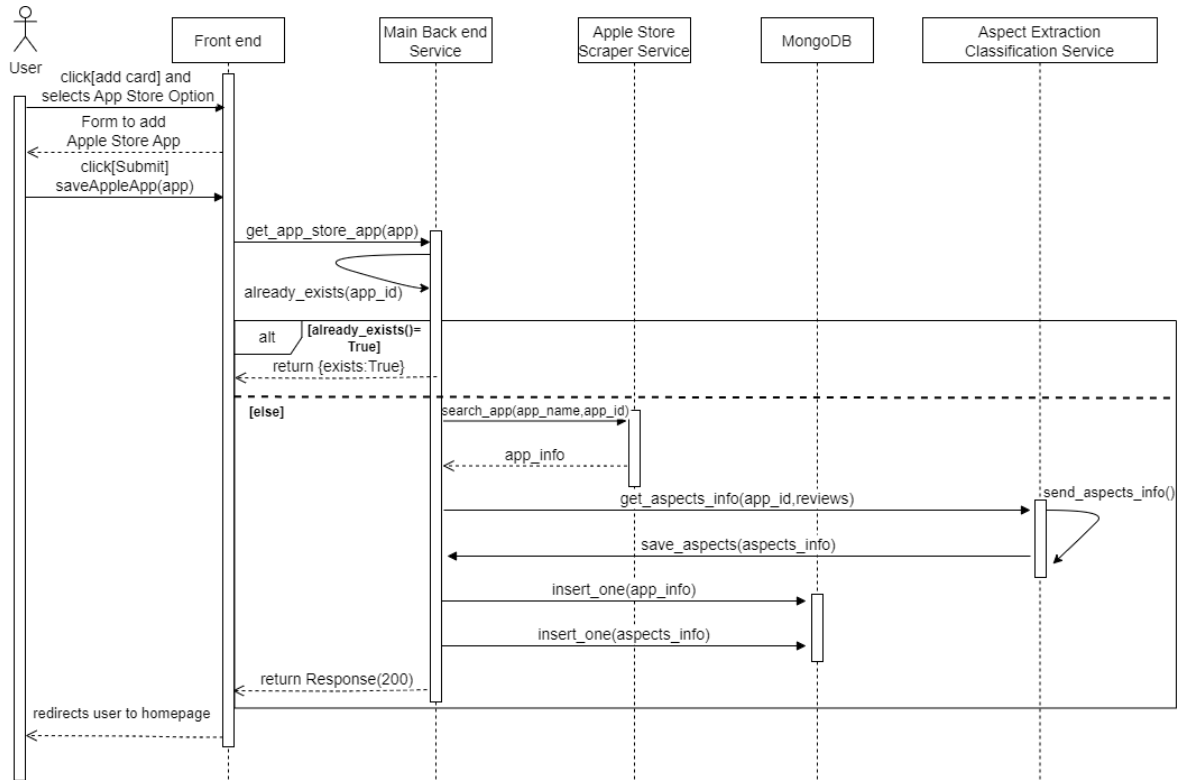 User
Front end
Main Back end
Service
Apple Store
Scraper Service
MongoDB
Aspect Extraction
Classification Service
click[add card] and
selects App Store Option
Form to add
Apple Store App
click[Submit]
saveAppleApp(app)
get_app_store_app(app)
already_exists(app_id)
alt
[already_exists()=
True]
return {exists:True}
[else]
search_app(app_name,app_id)
app_info
get_aspects_info(app_id,reviews)
send_aspects_info()
save_aspects(aspects_info)
insert_one(app_info)
insert_one(aspects_info)
return Response(200)
redirects user to homepage